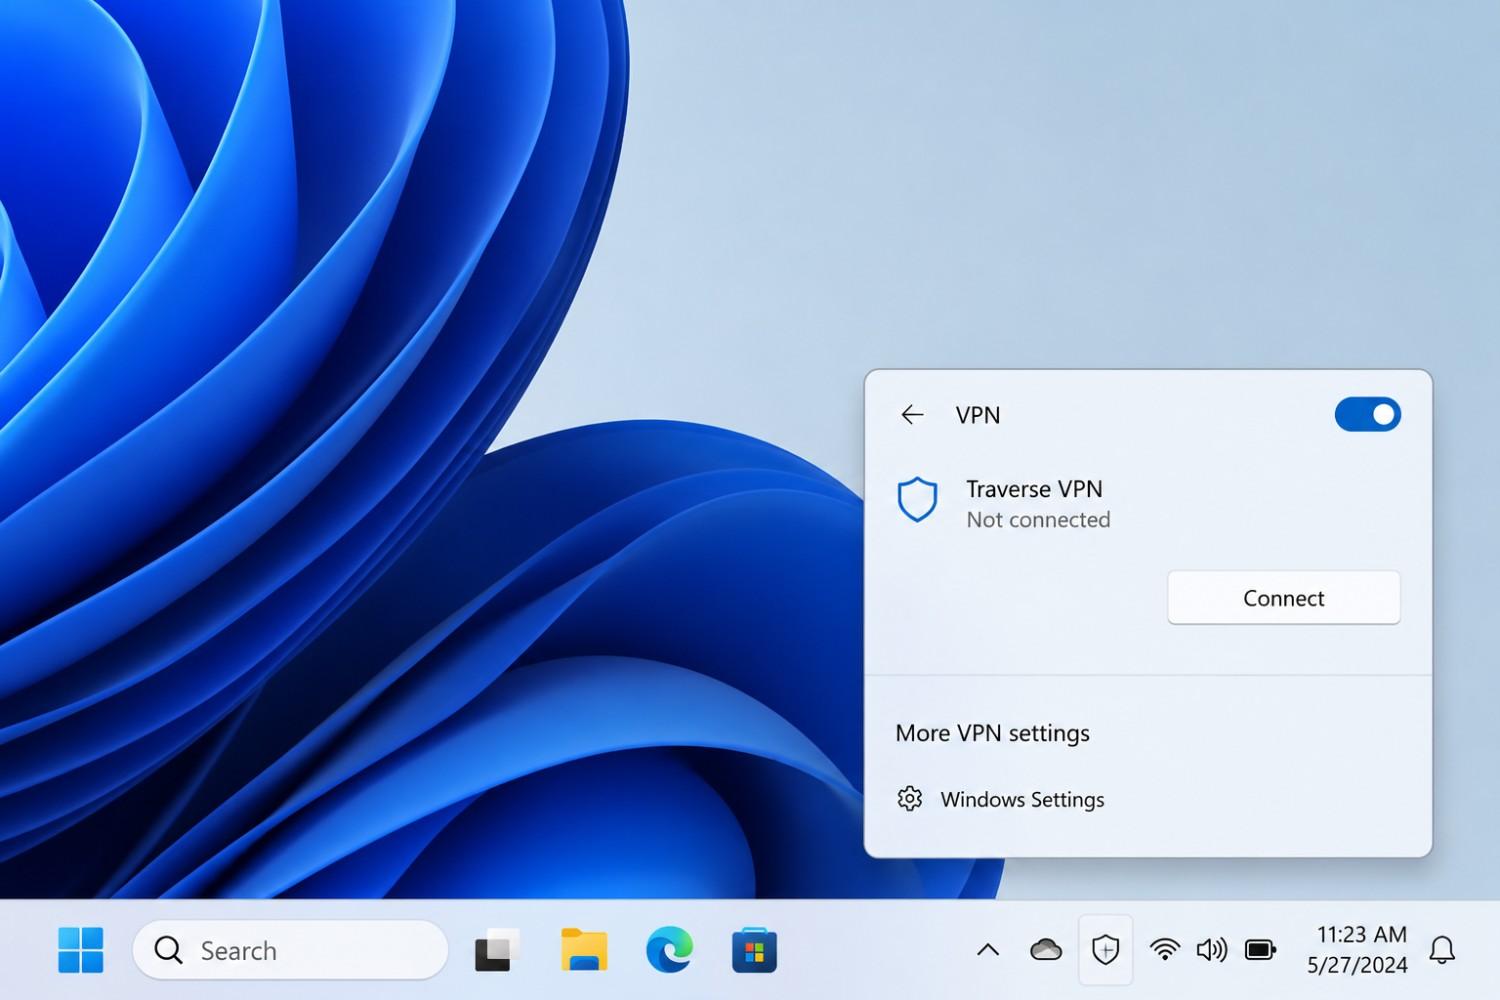 VPN
Traverse VPN
Not connected
Connect
More VPN settings
Windows Settings
Search
11:23 AM
5/27/2024